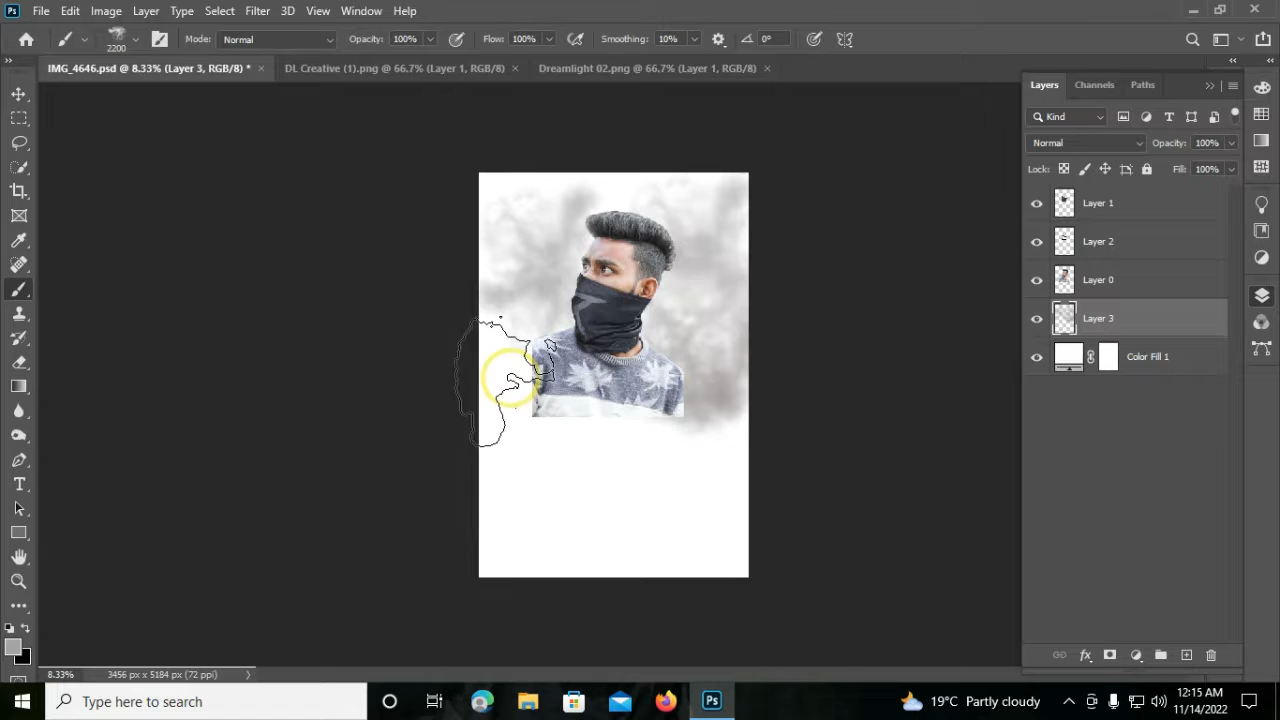 Ps File Edit Image Layer Type Select Filter 3D View Window Help
2200 Mode: Normal Opacity: 100% Flow: 100% Smoothing: 10% 0°
IMG_4646.psd @ 8.33% (Layer 3, RGB/8) * × DL Creative (1).png @ 66.7% (Layer 1, RGB/8) × Dreamlight 02.png @ 66.7% (Layer 1, RGB/8) ×
Layers Channels Paths
Kind
Normal Opacity: 100%
Lock: Fill: 100%
Layer 1
Layer 2
Layer 0
Layer 3
Color Fill 1
fx
8.33% 3456 px x 5184 px (72 ppi)
Type here to search
Ps
19°C Partly cloudy
12:15 AM
11/14/2022